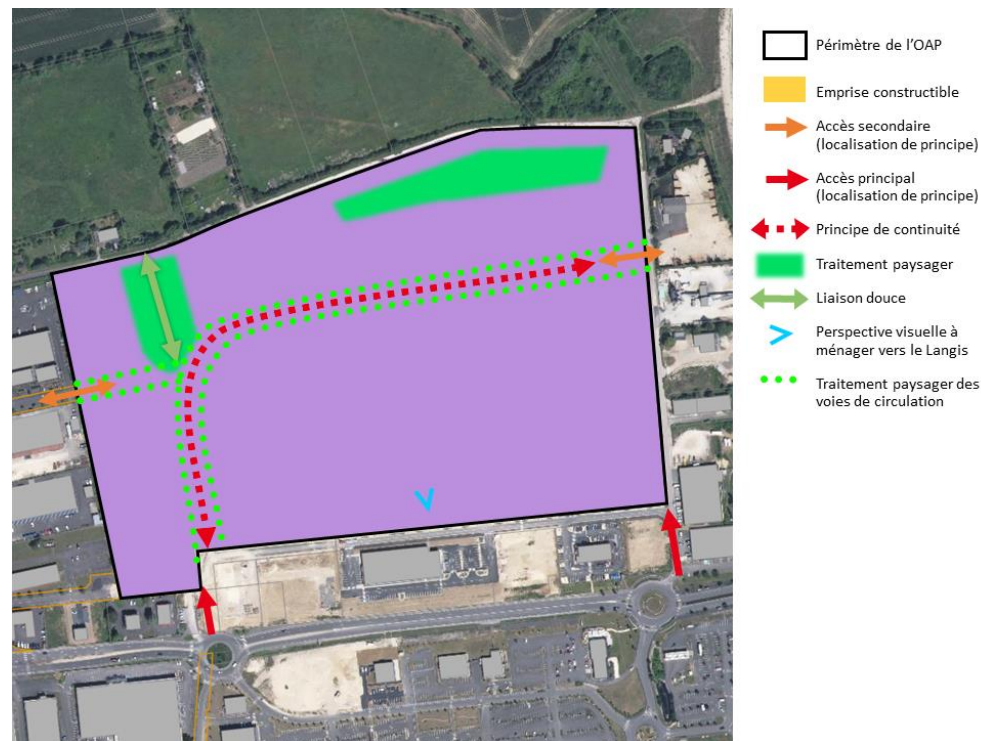 Périmètre de l'OAP
Emprise constructible
Accès secondaire
(localisation de principe)
Accès principal
(localisation de principe)
Principe de continuité
Traitement paysager
Liaison douce
Perspective visuelle à
ménager vers le Langis
Traitement paysager des
voies de circulation